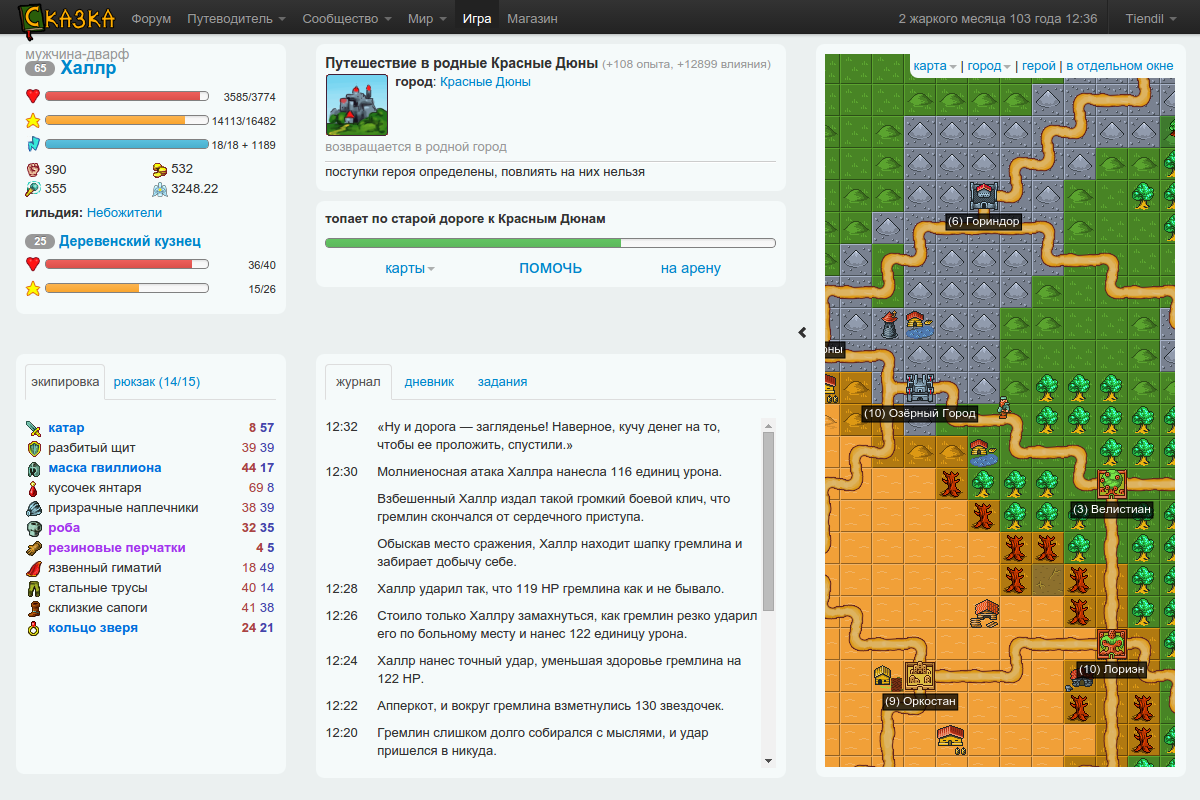 СКАЗКА Форум Путеводитель Сообщество Мир Игра Магазин 2 жаркого месяца 103 года 12:36 Tiendil
мужчина-дварф
65 Халлр
3585/3774
14113/16482
18/18 + 1189
390 532
355 3248.22
гильдия: Небожители
25 Деревенский кузнец
36/40
15/26
Путешествие в родные Красные Дюны (+108 опыта, +12899 влияния)
город: Красные Дюны
возвращается в родной город
поступки героя определены, повлиять на них нельзя
топает по старой дороге к Красным Дюнам
карты ПОМОЧЬ на арену
экипировка рюкзак (14/15)
катар 8 57
разбитый щит 39 39
маска гвиллиона 44 17
кусочек янтаря 69 8
призрачные наплечники 38 39
роба 32 35
резиновые перчатки 4 5
язвенный гиматий 18 49
стальные трусы 40 14
склизкие сапоги 41 38
кольцо зверя 24 21
журнал дневник задания
12:32 «Ну и дорога — загляденье! Наверное, кучу денег на то,
чтобы ее проложить, спустили.»
12:30 Молниеносная атака Халлра нанесла 116 единиц урона.
Взбешенный Халлр издал такой громкий боевой клич, что
гремлин скончался от сердечного приступа.
Обыскав место сражения, Халлр находит шапку гремлина и
забирает добычу себе.
12:28 Халлр ударил так, что 119 HP гремлина как и не бывало.
12:26 Стоило только Халлру замахнуться, как гремлин резко ударил
его по больному месту и нанес 122 единицу урона.
12:24 Халлр нанес точный удар, уменьшая здоровье гремлина на
122 HP.
12:22 Апперкот, и вокруг гремлина взметнулись 130 звездочек.
12:20 Гремлин слишком долго собирался с мыслями, и удар
пришелся в никуда.
карта | город | герой | в отдельном окне
(6) Гориндор
ны
(10) Озёрный Город
(3) Велистиан
(10) Лориэн
(9) Оркостан